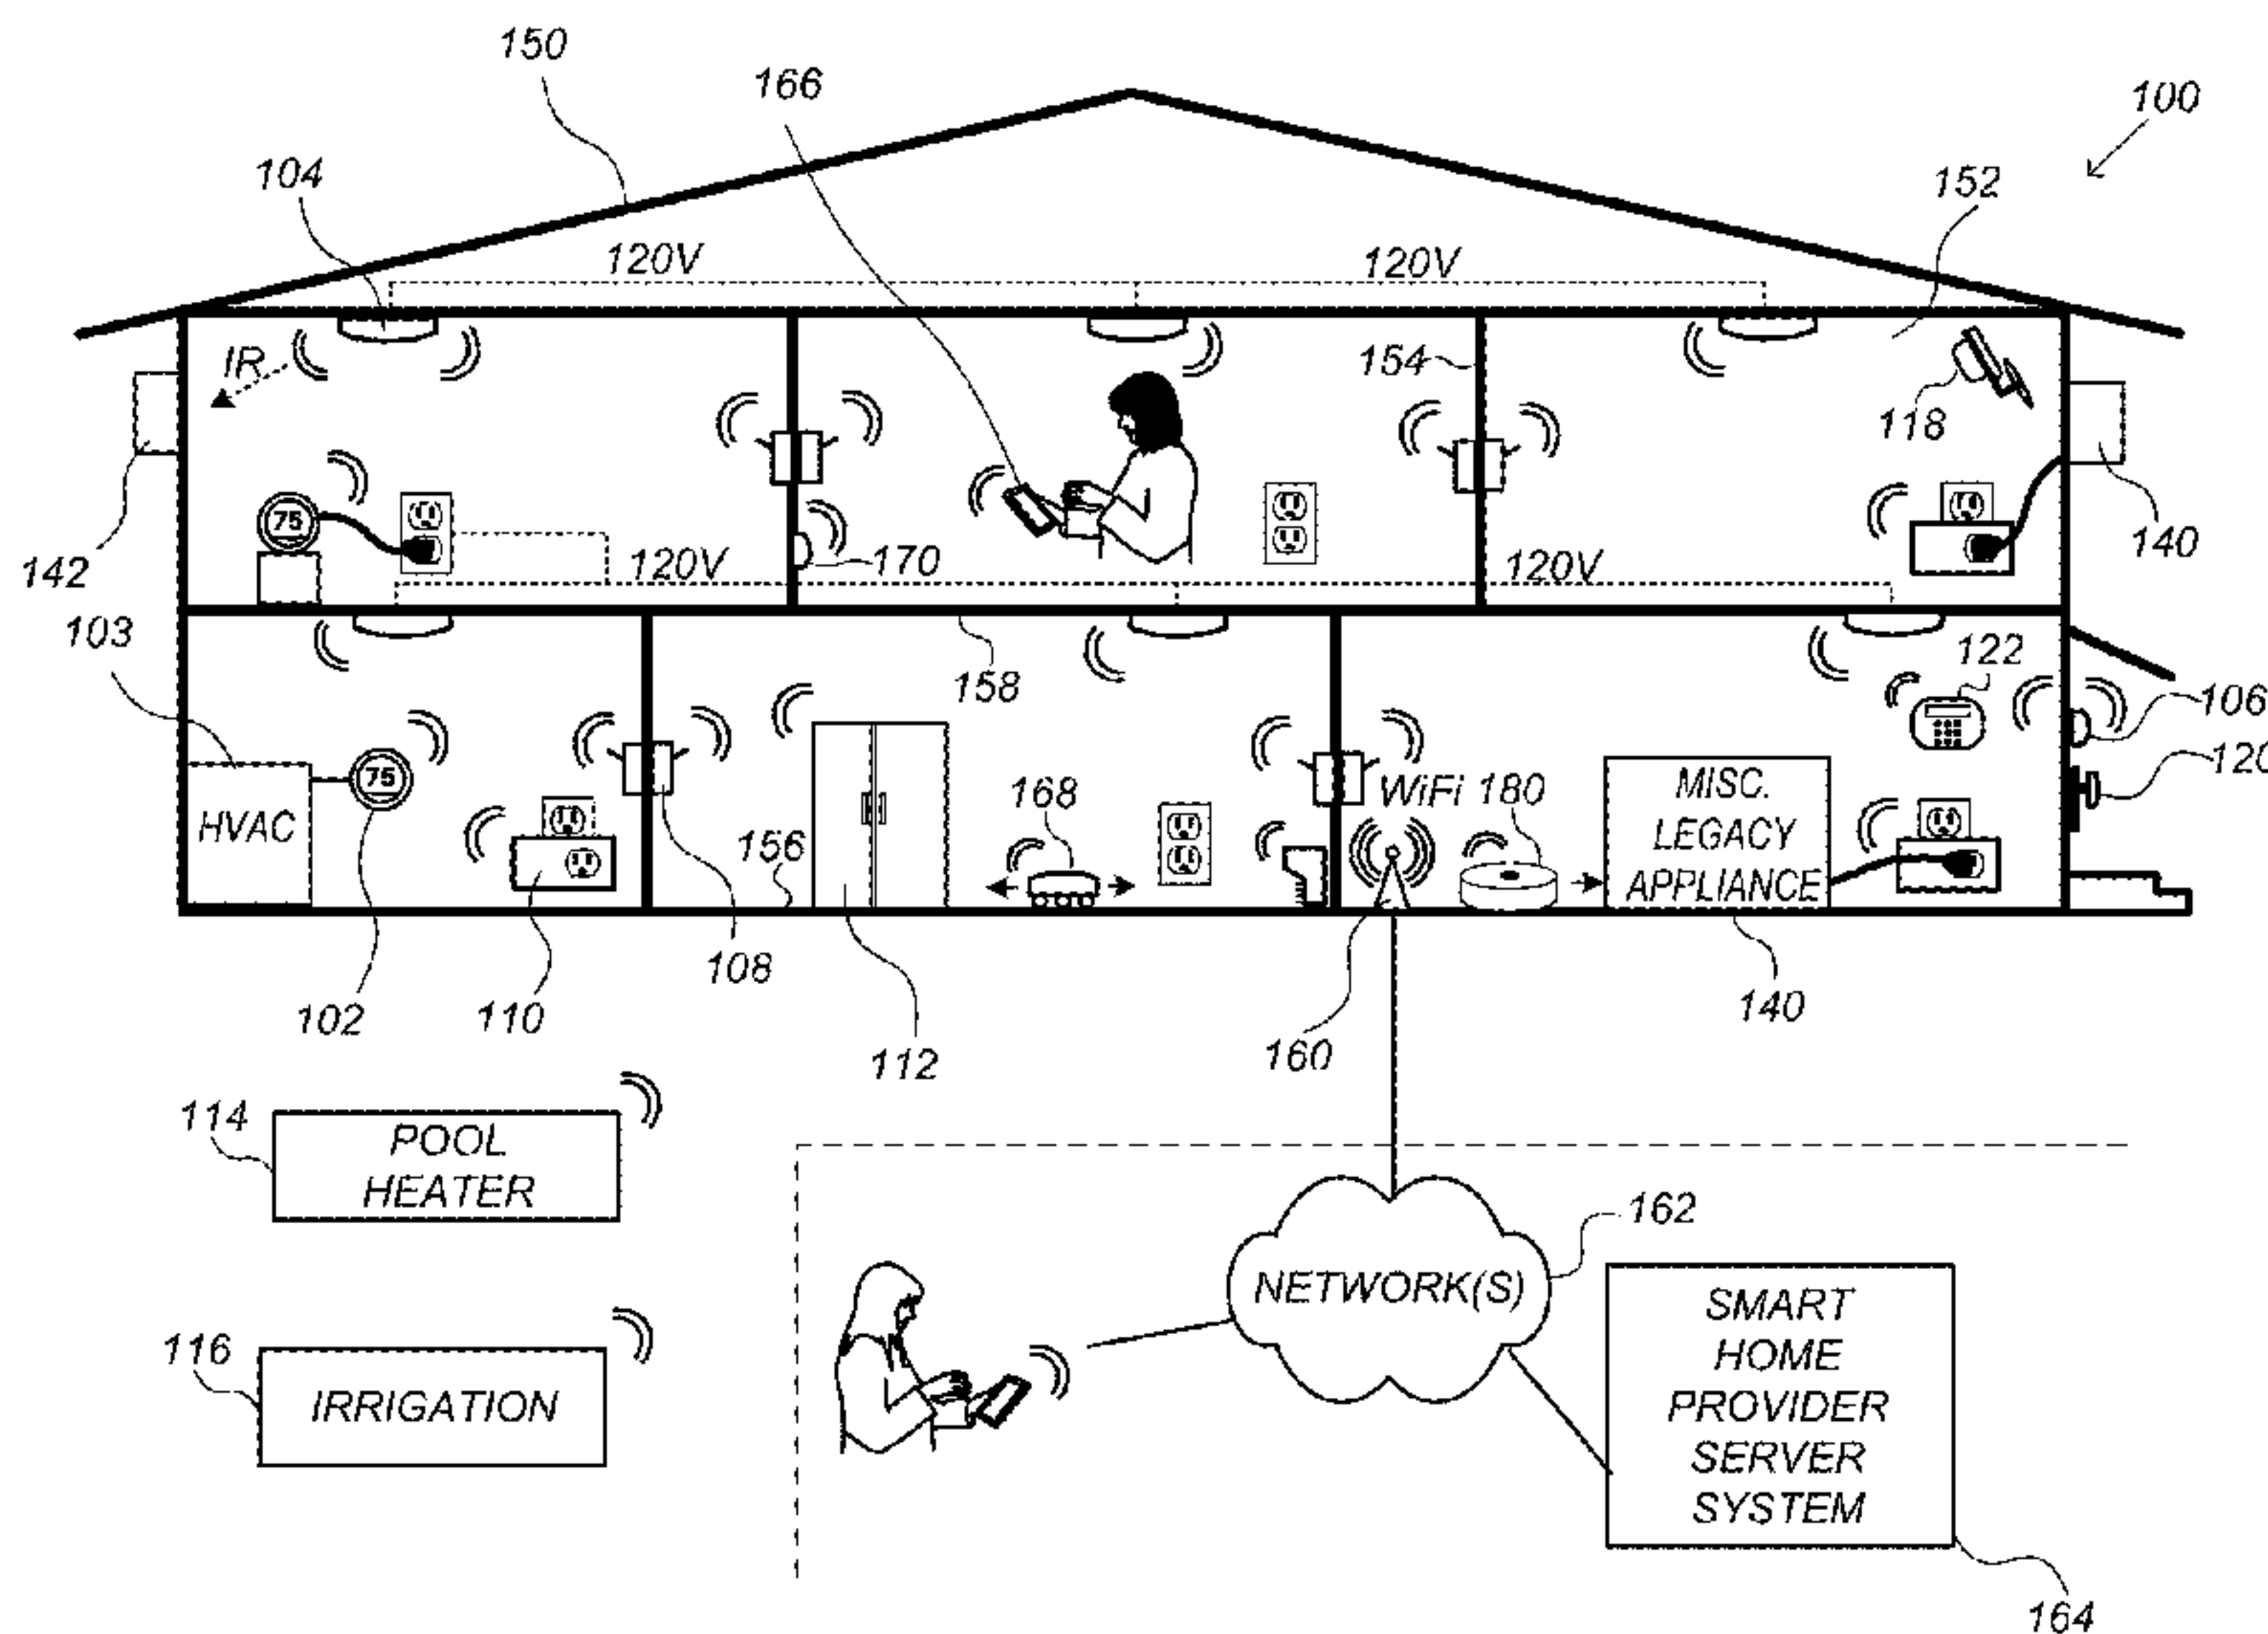 150
166
100
104
152
120V
120V
IR
154
118
75
142
120V
170
120V
140
103
158
122
106
75
HVAC
156
168
WiFi
180
MISC.
LEGACY
APPLIANCE
120
102
110
108
112
160
140
114
POOL
HEATER
162
NETWORK(S)
116
IRRIGATION
SMART
HOME
PROVIDER
SERVER
SYSTEM
164